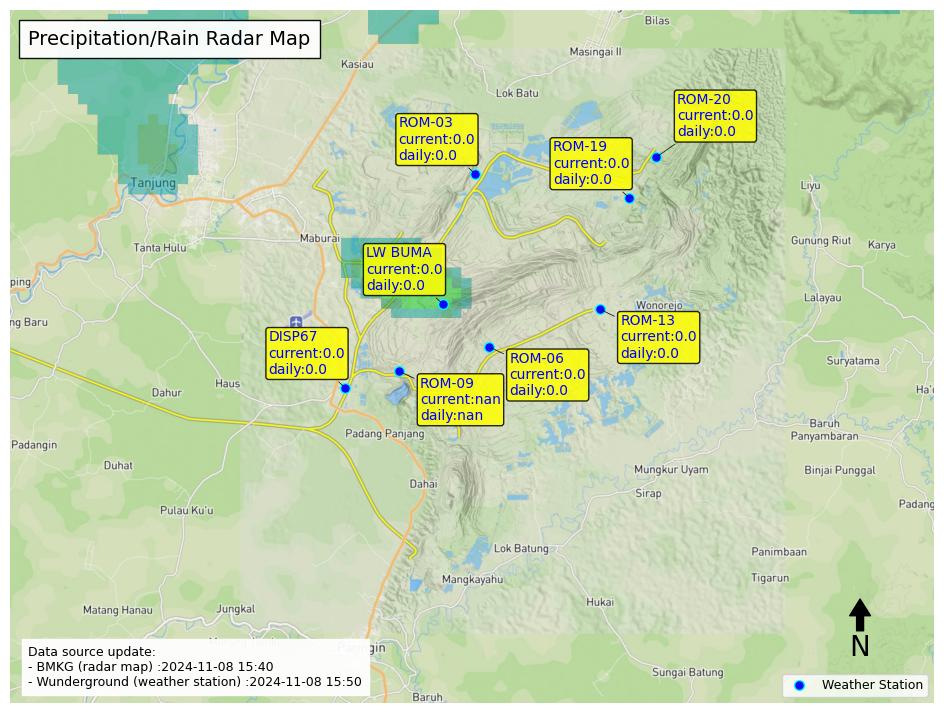 Precipitation/Rain Radar Map
Bilas
Masingai II
Kasiau
Lok Batu
ROM-20
current:0.0
daily:0.0
ROM-03
current:0.0
daily:0.0
ROM-19
current:0.0
daily:0.0
Tanjung
Liyu
Maburai
Tanta Hulu
Gunung Riut
Karya
LW BUMA
current:0.0
daily:0.0
ping
Lalayau
Wonorejo
ng Baru
ROM-13
current:0.0
daily:0.0
DISP67
current:0.0
daily:0.0
ROM-06
current:0.0
daily:0.0
Suryatama
ROM-09
current:nan
daily:nan
Haus
Dahur
Ha'o
Baruh
Panyambaran
Padang Panjang
Padangin
Duhat
Mungkur Uyam
Binjai Punggal
Dahai
Sirap
Padang
Pulau Ku'u
Lok Batung
Panimbaan
Mangkayahu
Tigarun
Hukai
Matang Hanau
Jungkal
N
Data source update:
- BMKG (radar map) :2024-11-08 15:40
- Wunderground (weather station) :2024-11-08 15:50
Sungai Batung
Baruh
Weather Station